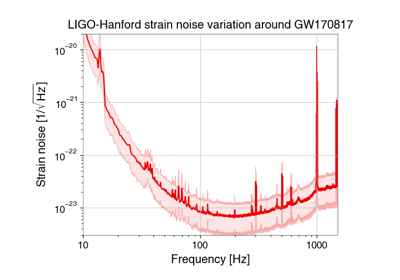 LIGO-Hanford strain noise variation around GW170817
Strain noise [1/√Hz]
10⁻²⁰
10⁻²¹
10⁻²²
10⁻²³
10 100 1000
Frequency [Hz]